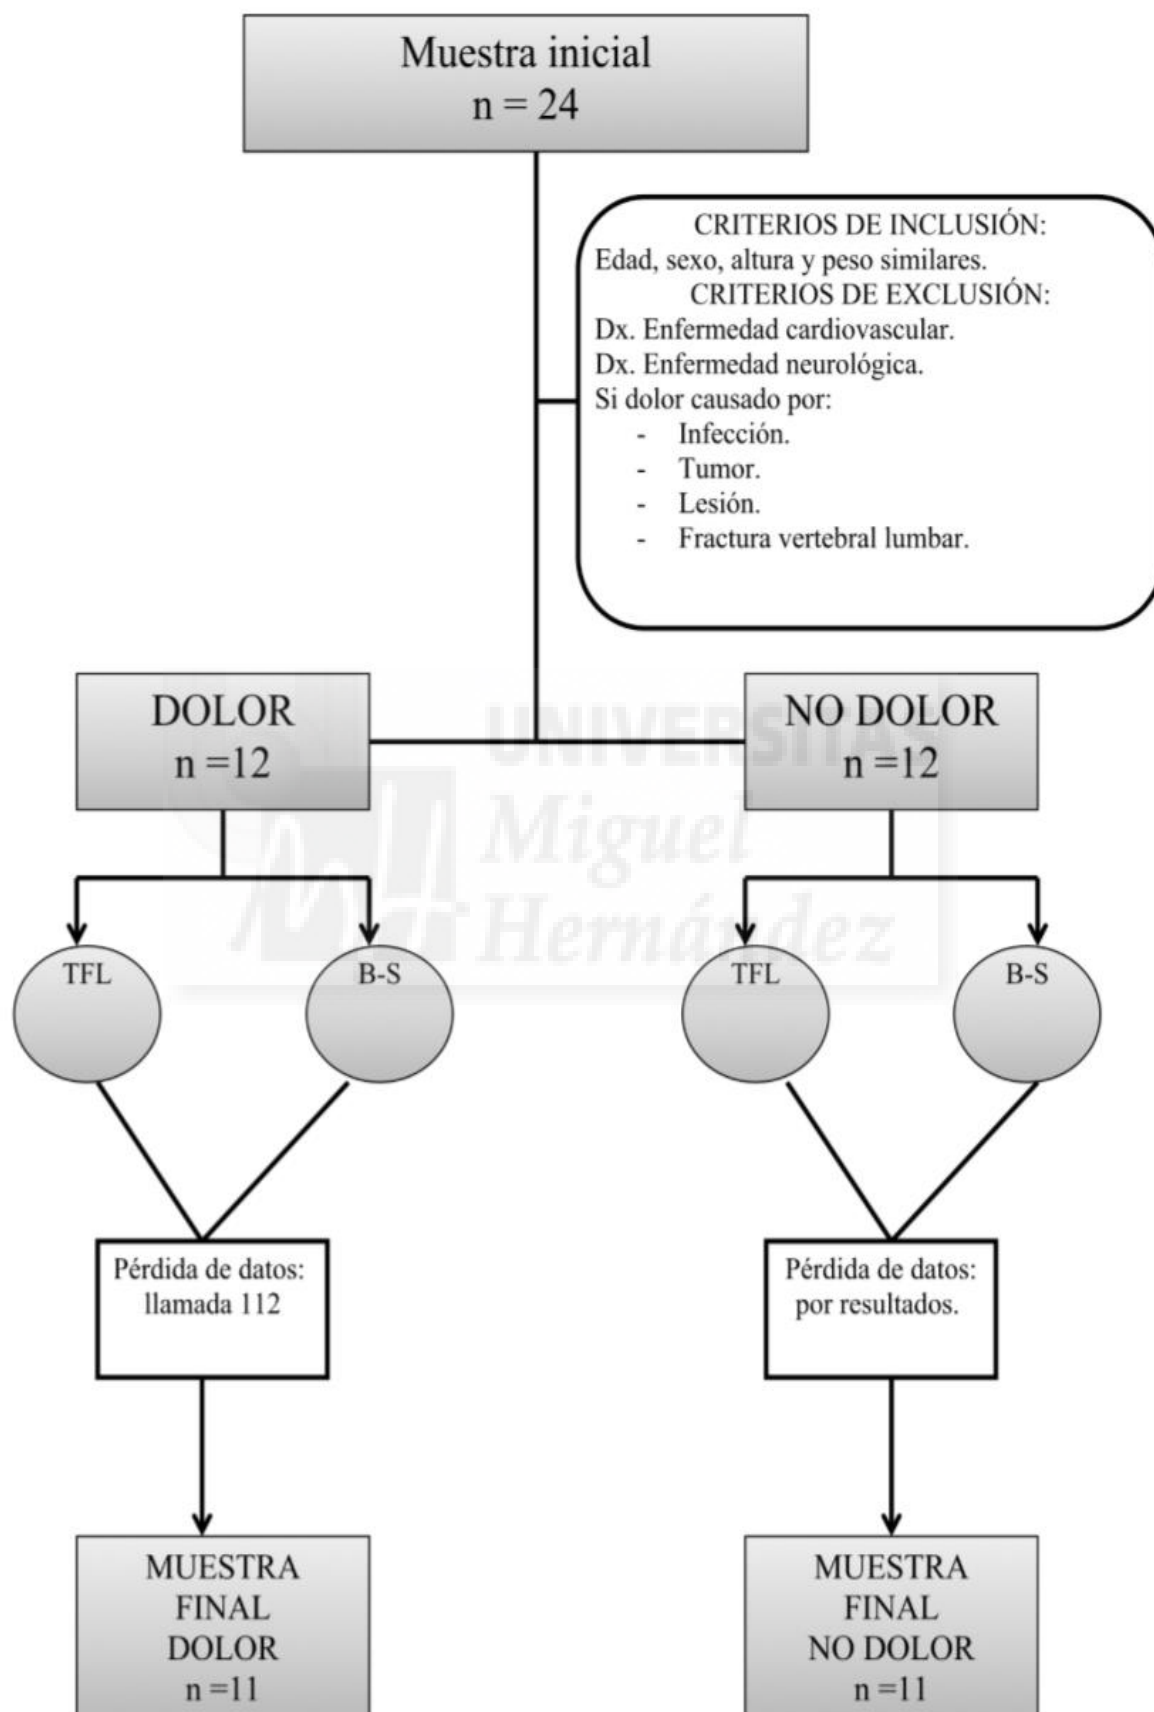 Muestra inicial
n = 24
CRITERIOS DE INCLUSIÓN:
Edad, sexo, altura y peso similares.
CRITERIOS DE EXCLUSIÓN:
Dx. Enfermedad cardiovascular.
Dx. Enfermedad neurológica.
Si dolor causado por:
- Infección.
- Tumor.
- Lesión.
- Fractura vertebral lumbar.
DOLOR
n =12
NO DOLOR
n =12
UNIVERSITAS
Miguel
Hernández
TFL
B-S
TFL
B-S
Pérdida de datos:
llamada 112
Pérdida de datos:
por resultados.
MUESTRA
FINAL
DOLOR
n =11
MUESTRA
FINAL
NO DOLOR
n =11